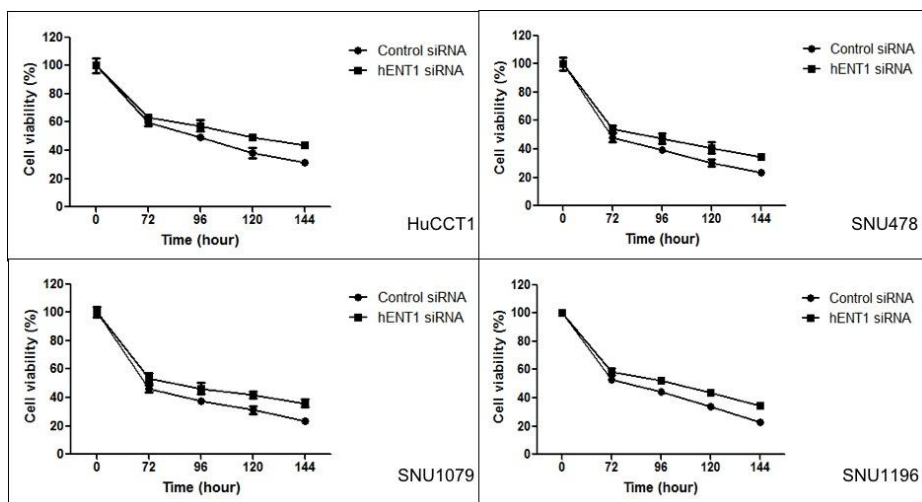 120
100
80
60
40
20
0
Cell viability (%)
0 72 96 120 144
Time (hour)
Control siRNA
hENT1 siRNA
HuCCT1
120
100
80
60
40
20
0
Cell viability (%)
0 72 96 120 144
Time (hour)
Control siRNA
hENT1 siRNA
SNU478
120
100
80
60
40
20
0
Cell viability (%)
0 72 96 120 144
Time (hour)
Control siRNA
hENT1 siRNA
SNU1079
120
100
80
60
40
20
0
Cell viability (%)
0 72 96 120 144
Time (hour)
Control siRNA
hENT1 siRNA
SNU1196